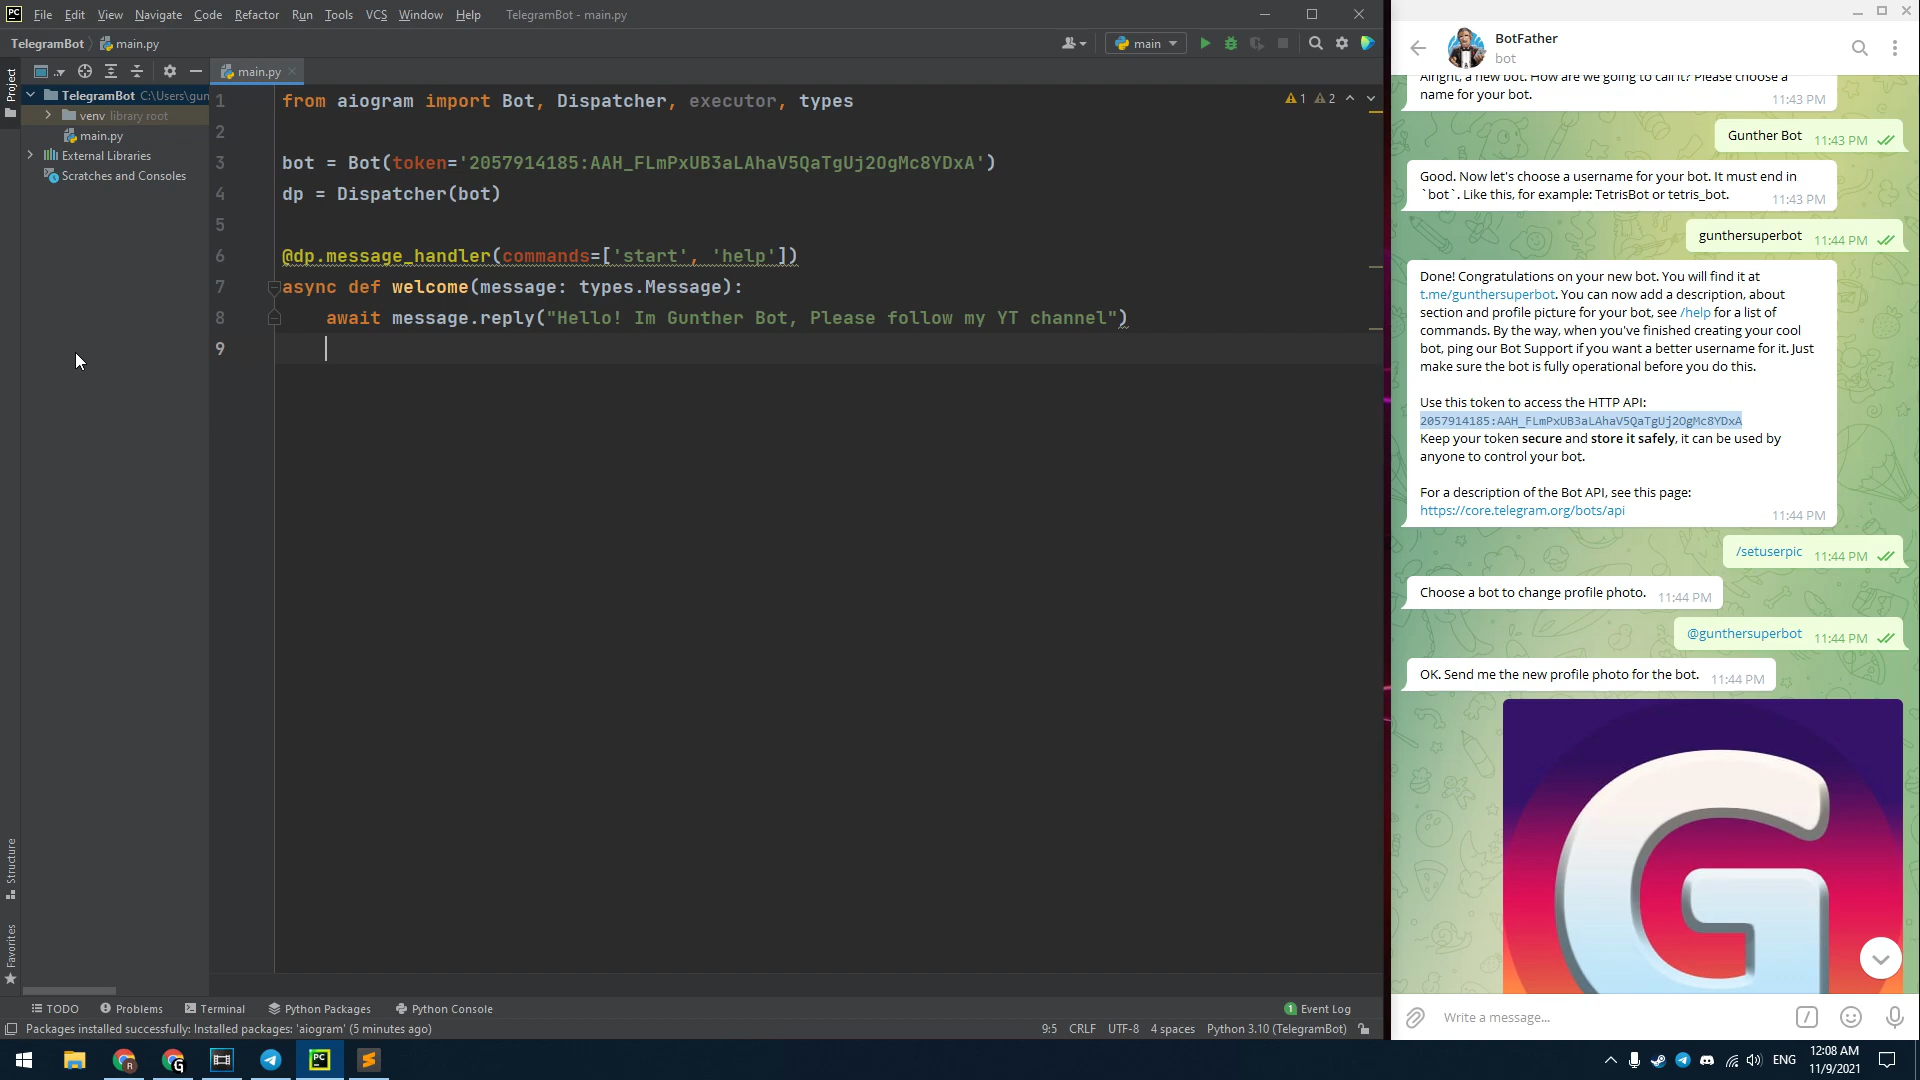 File Edit View Navigate Code Refactor Run Tools VCS Window Help TelegramBot - main.py
TelegramBot main.py
main
Project
main.py
TelegramBot C:\Users\gun
venv library root
main.py
External Libraries
Scratches and Consoles
Structure
Favorites
1 from aiogram import Bot, Dispatcher, executor, types
2
3 bot = Bot(token='2057914185:AAH_FLmPxUB3aLAhaV5QaTgUj2OgMc8YDxA')
4 dp = Dispatcher(bot)
5
6 @dp.message_handler(commands=['start', 'help'])
7 async def welcome(message: types.Message):
8 await message.reply("Hello! Im Gunther Bot, Please follow my YT channel")
9
1 2
TODO Problems Terminal Python Packages Python Console
1 Event Log
Packages installed successfully: Installed packages: 'aiogram' (5 minutes ago)
9:5 CRLF UTF-8 4 spaces Python 3.10 (TelegramBot)
BotFather
bot
Alright, a new bot. How are we going to call it? Please choose a
name for your bot.
11:43 PM
Gunther Bot 11:43 PM
Good. Now let's choose a username for your bot. It must end in
`bot`. Like this, for example: TetrisBot or tetris_bot.
11:43 PM
gunthersuperbot 11:44 PM
Done! Congratulations on your new bot. You will find it at
t.me/gunthersuperbot. You can now add a description, about
section and profile picture for your bot, see /help for a list of
commands. By the way, when you've finished creating your cool
bot, ping our Bot Support if you want a better username for it. Just
make sure the bot is fully operational before you do this.
Use this token to access the HTTP API:
2057914185:AAH_FLmPxUB3aLAhaV5QaTgUj2OgMc8YDxA
Keep your token secure and store it safely, it can be used by
anyone to control your bot.
For a description of the Bot API, see this page:
https://core.telegram.org/bots/api
11:44 PM
/setuserpic 11:44 PM
Choose a bot to change profile photo. 11:44 PM
@gunthersuperbot 11:44 PM
OK. Send me the new profile photo for the bot. 11:44 PM
G
Write a message...
ENG
12:08 AM
11/9/2021